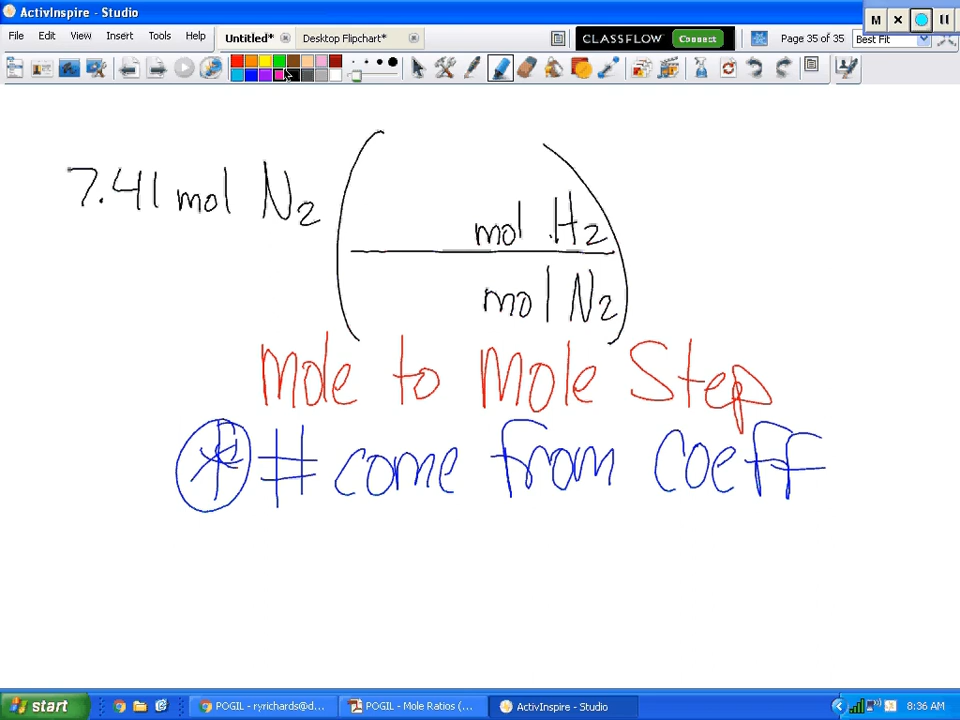 ActivInspire - Studio
M
File Edit View Insert Tools Help Untitled* Desktop Flipchart* CLASSFLOW Connect Page 35 of 35 Best Fit
7.41 mol N2
mol H2
mol N2
Mole to Mole Step
* # come from coeff
start POGIL - ryrichards@d... POGIL - Mole Ratios (... ActivInspire - Studio 8:36 AM